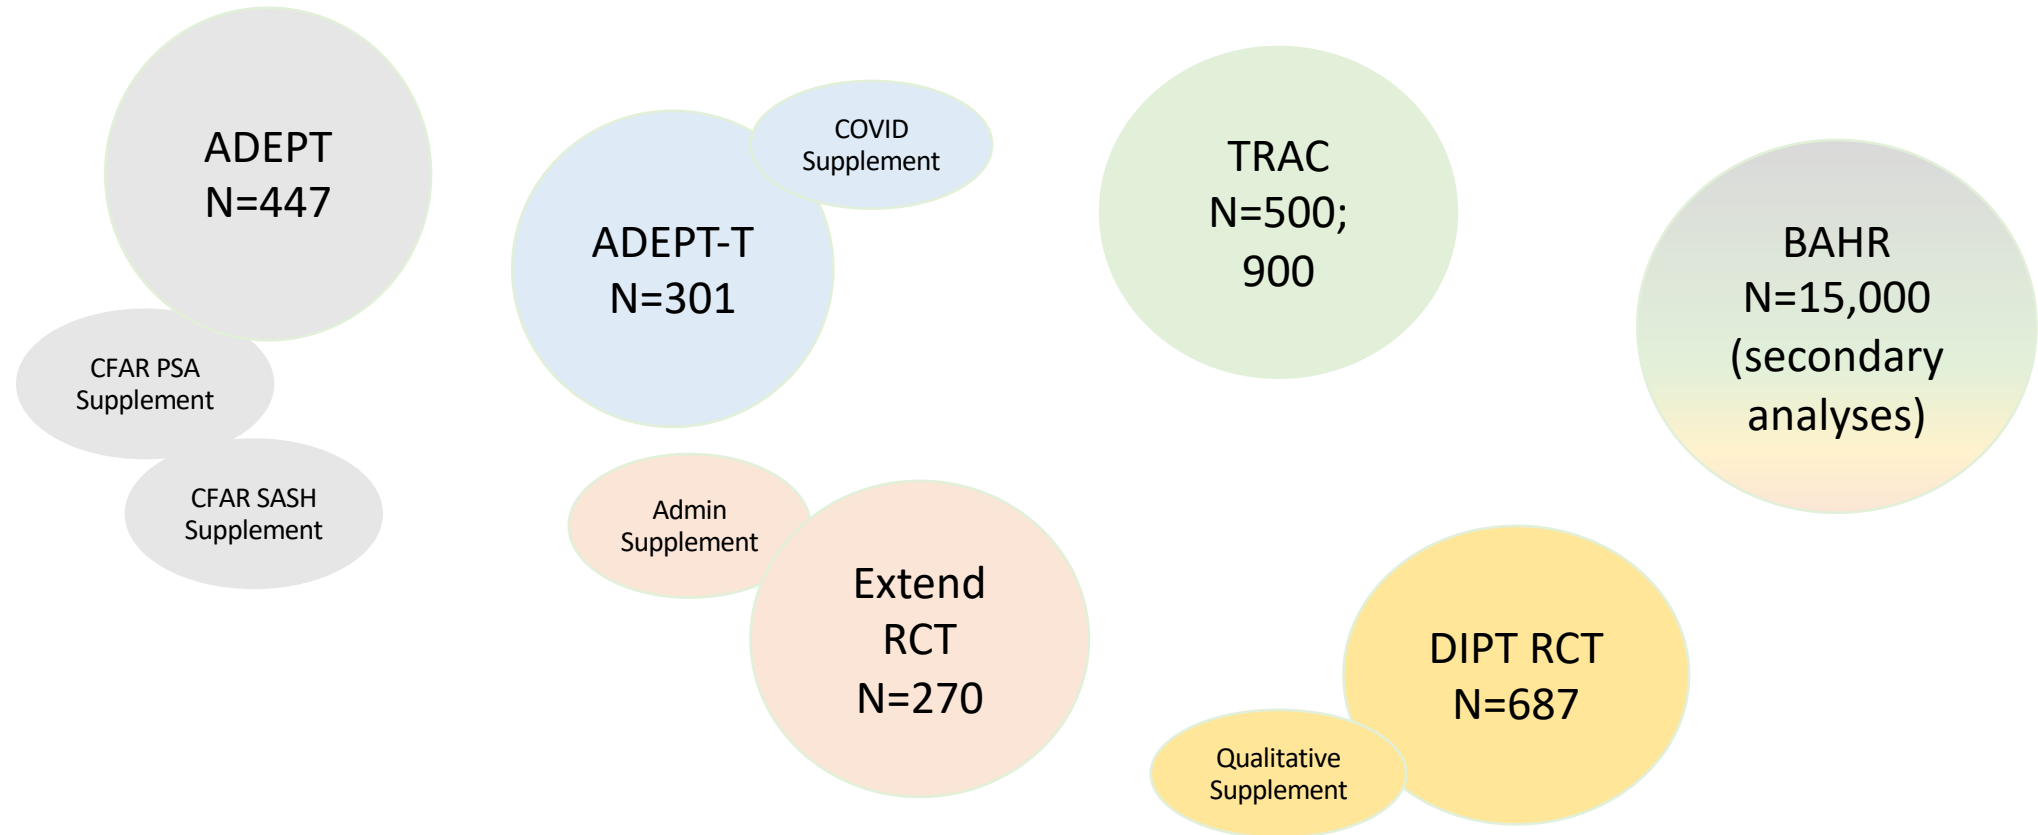 ADEPT
N=447
CFAR PSA
Supplement
CFAR SASH
Supplement
COVID
Supplement
ADEPT-T
N=301
Admin
Supplement
Extend
RCT
N=270
TRAC
N=500;
900
Qualitative
Supplement
DIPT RCT
N=687
BAHR
N=15,000
(secondary
analyses)